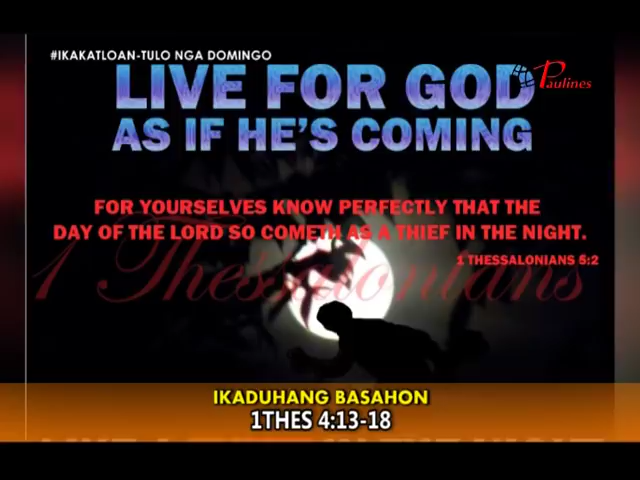 #IKAKATLOAN-TULO NGA DOMINGO
Paulines
LIVE FOR GOD
AS IF HE'S COMING
FOR YOURSELVES KNOW PERFECTLY THAT THE
DAY OF THE LORD SO COMETH AS A THIEF IN THE NIGHT.
1 THESSALONIANS 5:2
1 Thessalonians
IKADUHANG BASAHON
1THES 4:13-18